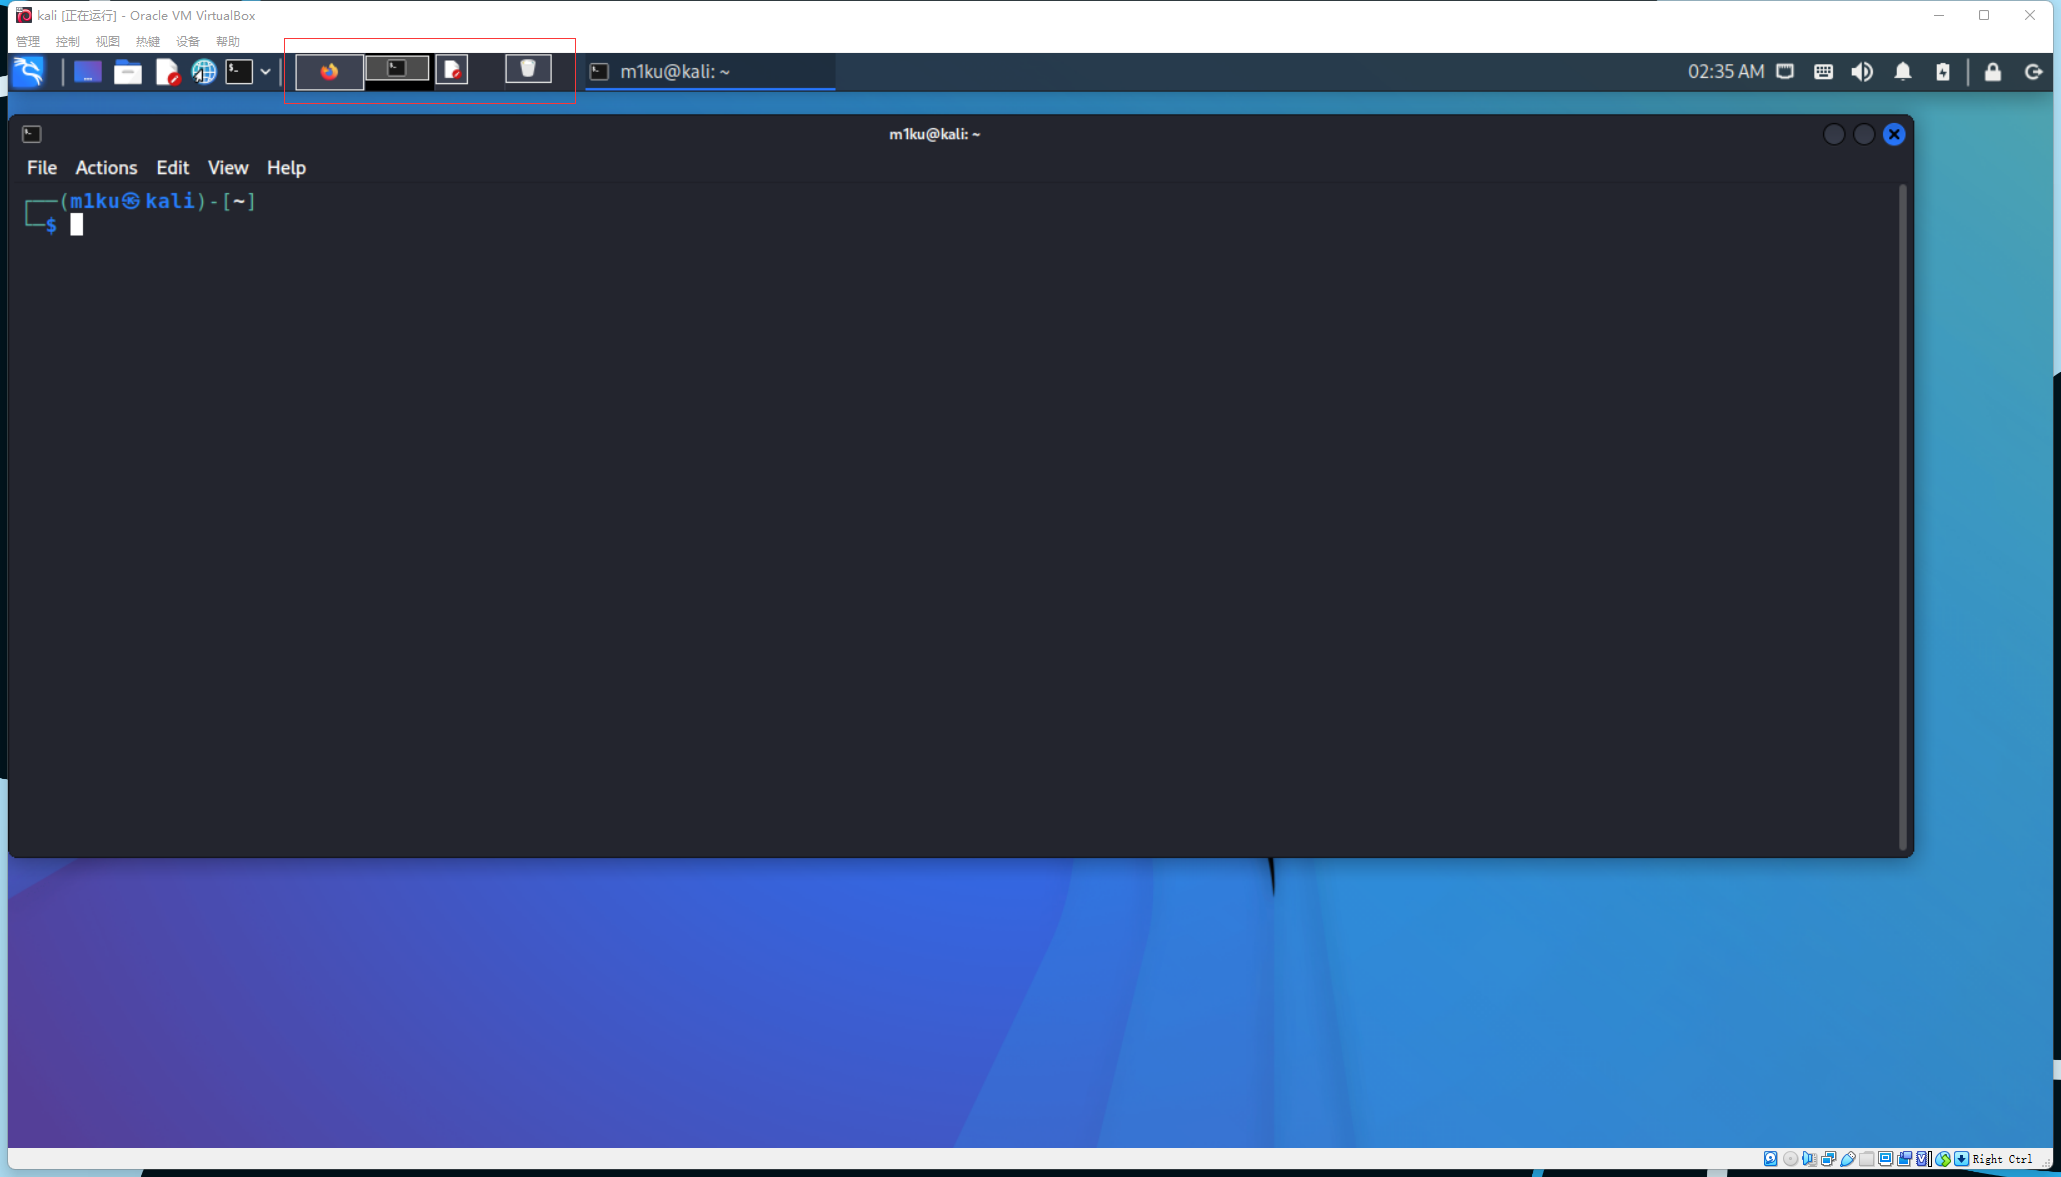 kali [正在运行] - Oracle VM VirtualBox
管理 控制 视图 热键 设备 帮助
m1ku@kali: ~ 02:35 AM
m1ku@kali: ~
File Actions Edit View Help
┌──(m1ku㉿kali)-[~]
└─$
Right Ctrl